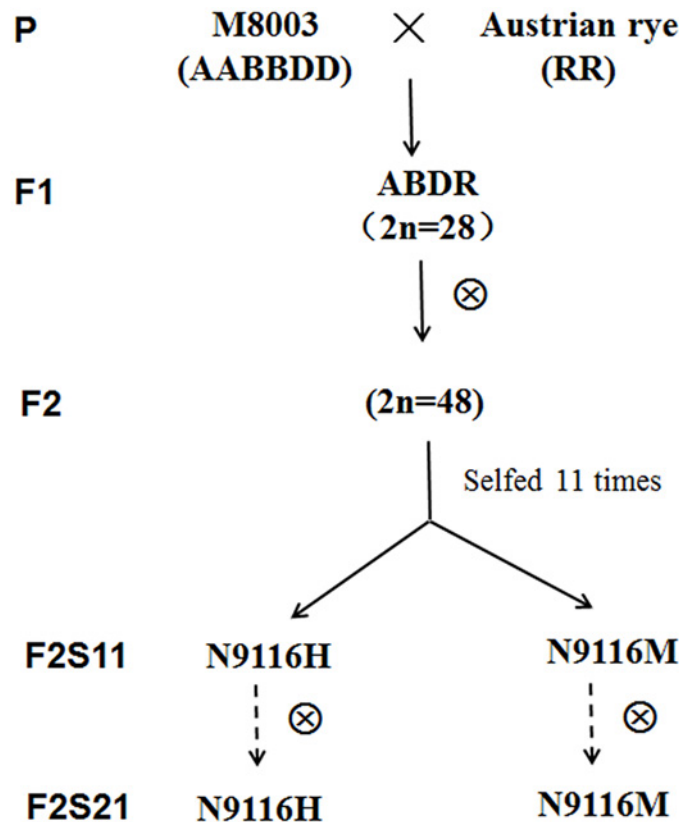 P M8003 × Austrian rye
(AABBDD) (RR)
F1 ABDR
（2n=28）
⊗
F2 (2n=48)
Selfed 11 times
F2S11 N9116H N9116M
⊗ ⊗
F2S21 N9116H N9116M